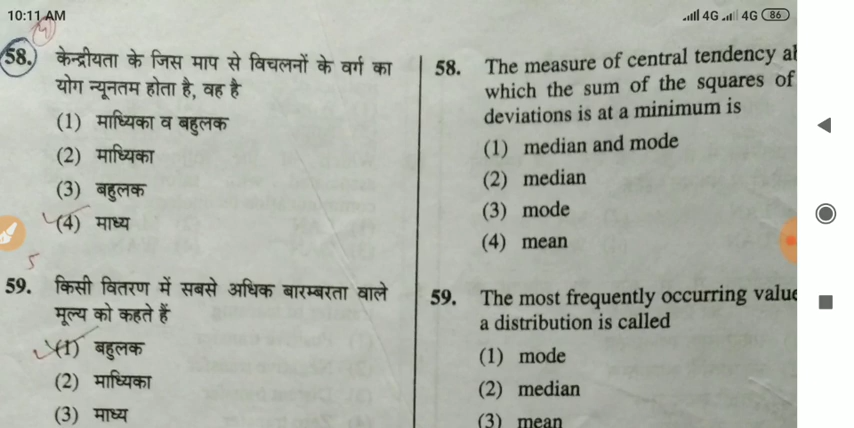 10:11 AM
4G 4G 86
58. केन्द्रीयता के जिस माप से विचलनों के वर्ग का
योग न्यूनतम होता है, वह है
(1) माध्यिका व बहुलक
(2) माध्यिका
(3) बहुलक
(4) माध्य
5
59. किसी वितरण में सबसे अधिक बारम्बरता वाले
मूल्य को कहते हैं
(1) बहुलक
(2) माध्यिका
(3) माध्य
58. The measure of central tendency
which the sum of the squares of
deviations is at a minimum is
(1) median and mode
(2) median
(3) mode
(4) mean
59. The most frequently occurring value
a distribution is called
(1) mode
(2) median
(3) mean